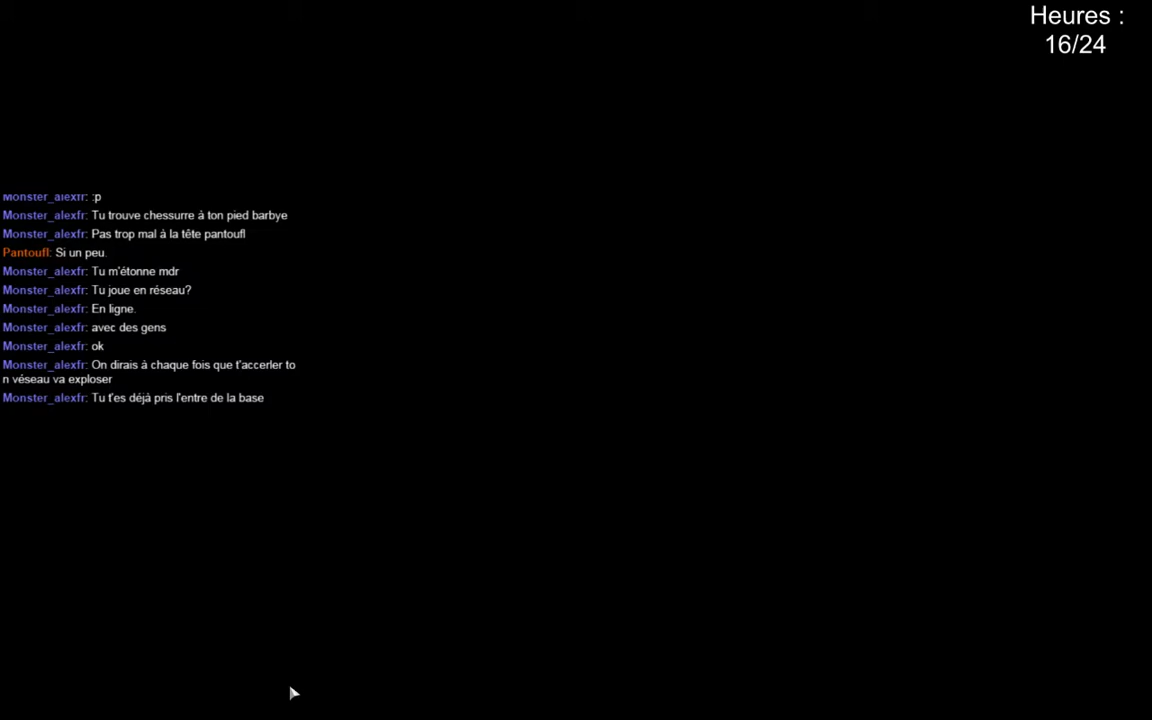 Heures :
16/24
Monster_alexfr: :p
Monster_alexfr: Tu trouve chessurre à ton pied barbye
Monster_alexfr: Pas trop mal à la tête pantoufl
Pantoufl: Si un peu.
Monster_alexfr: Tu m'étonne mdr
Monster_alexfr: Tu joue en réseau?
Monster_alexfr: En ligne.
Monster_alexfr: avec des gens
Monster_alexfr: ok
Monster_alexfr: On dirais à chaque fois que t'accerler to
n véseau va exploser
Monster_alexfr: Tu t'es déjà pris l'entre de la base